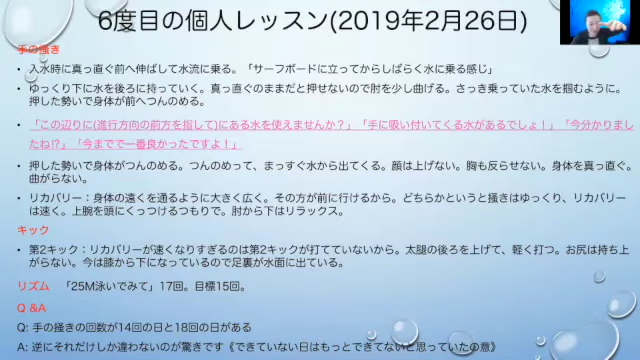 6度目の個人レッスン(2019年2月26日)
手の掻き
• 入水時に真っ直ぐ前へ伸ばして水流に乗る。「サーフボードに立ってからしばらく水に乗る感じ」
• ゆっくり下に水を後ろに持っていく。真っ直ぐのままだと押せないので肘を少し曲げる。さっき乗っていた水を掴むように。
押した勢いで身体が前へつんのめる。
• 「この辺りに(進行方向の前方を指して)にある水を使えませんか?」「手に吸い付いてくる水があるでしょ!」「今分かりまし
たね!?」「今までで一番良かったですよ!」
• 押した勢いで身体がつんのめる。つんのめって、まっすぐ水から出てくる。顔は上げない。胸も反らせない。身体を真っ直ぐ。
曲がらない。
• リカバリー:身体の遠くを通るように大きく広く。その方が前に行けるから。どちらかというと掻きはゆっくり、リカバリー
は速く。上腕を頭にくっつけるつもりで。肘から下はリラックス。
キック
• 第2キック:リカバリーが速くなりすぎるのは第2キックが打てていないから。太腿の後ろを上げて、軽く打つ。お尻は持ち上
がらない。今は膝から下になっているので足裏が水面に出ている。
リズム 「25M泳いでみて」17回。目標15回。
Q &A
Q: 手の掻きの回数が14回の日と18回の日がある
A: 逆にそれだけしか違わないのが驚きです《できていない日はもっとできてないと思っていたの意》